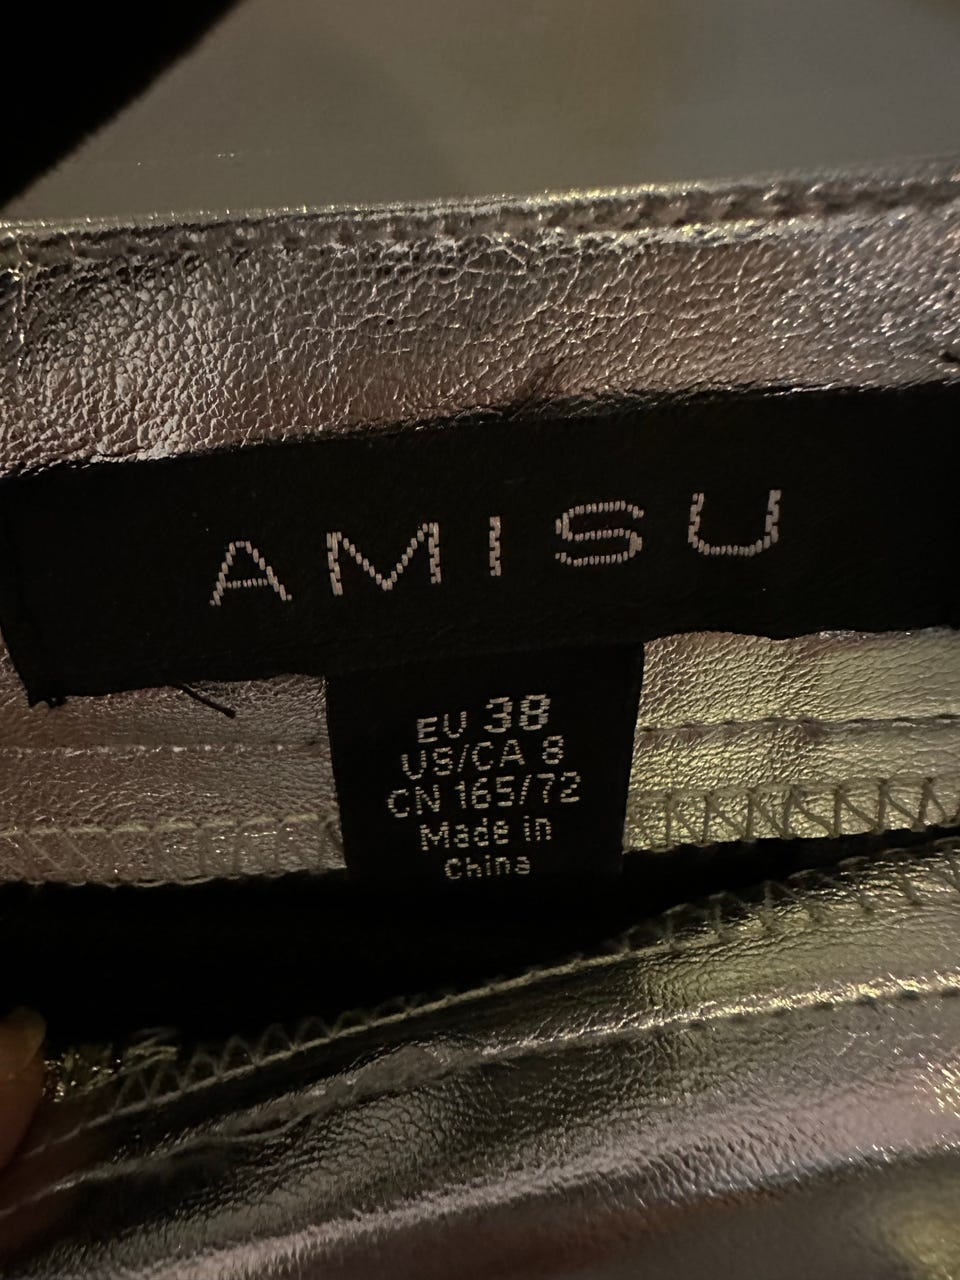 AMISU
EU 38
US/CA 8
CN 165/72
Made in
China